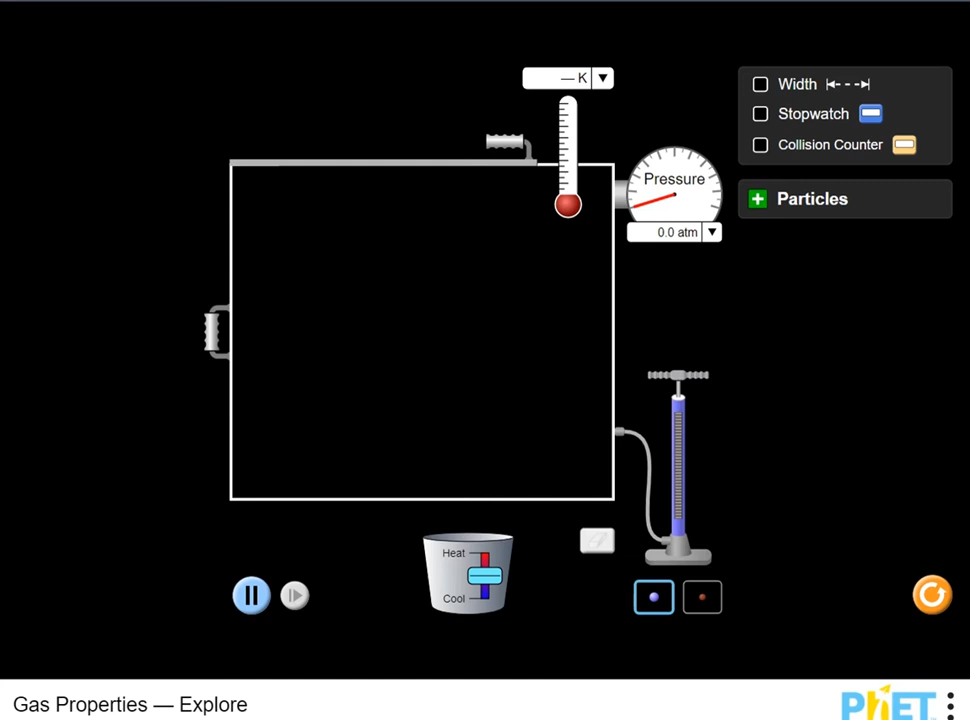 — K
Width
Stopwatch
Collision Counter
Pressure
Particles
0.0 atm
Heat
Cool
Gas Properties — Explore
PhET